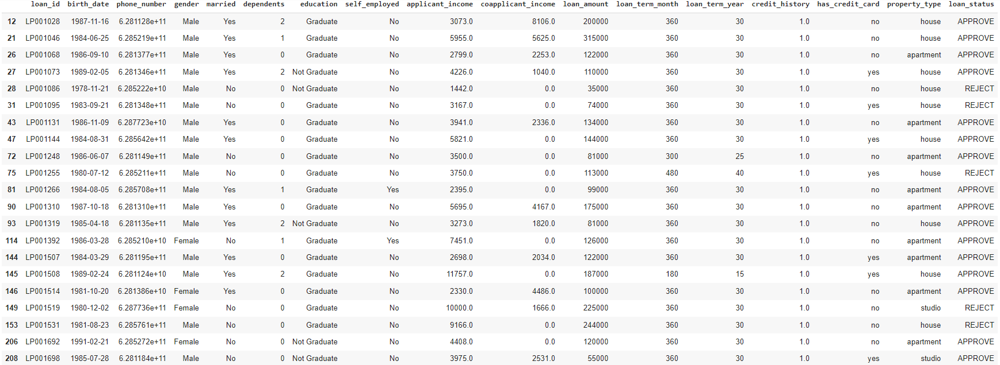 loan_id birth_date phone_number gender married dependents education self_employed applicant_income coapplicant_income loan_amount loan_term_month loan_term_year credit_history has_credit_card property_type loan_status
12 LP001028 1987-11-16 6.281128e+11 Male Yes 2 Graduate No 3073.0 8106.0 200000 360 30 1.0 no house APPROVE
21 LP001046 1984-06-25 6.285219e+11 Male Yes 1 Graduate No 5955.0 5625.0 315000 360 30 1.0 no house APPROVE
26 LP001068 1986-09-10 6.281377e+11 Male Yes 0 Graduate No 2799.0 2253.0 122000 360 30 1.0 no apartment APPROVE
27 LP001073 1989-02-05 6.281346e+11 Male Yes 2 Not Graduate No 4226.0 1040.0 110000 360 30 1.0 yes house APPROVE
28 LP001086 1978-11-21 6.285222e+10 Male No 0 Not Graduate No 1442.0 0.0 35000 360 30 1.0 no house REJECT
31 LP001095 1983-09-21 6.281348e+11 Male No 0 Graduate No 3167.0 0.0 74000 360 30 1.0 yes house REJECT
43 LP001131 1986-11-09 6.287723e+10 Male Yes 0 Graduate No 3941.0 2336.0 134000 360 30 1.0 no apartment APPROVE
47 LP001144 1984-08-31 6.285642e+11 Male Yes 0 Graduate No 5821.0 0.0 144000 360 30 1.0 yes house APPROVE
72 LP001248 1986-06-07 6.281149e+11 Male No 0 Graduate No 3500.0 0.0 81000 300 25 1.0 no apartment APPROVE
75 LP001255 1980-07-12 6.285211e+11 Male No 0 Graduate No 3750.0 0.0 113000 480 40 1.0 yes house REJECT
81 LP001266 1984-08-05 6.285708e+11 Male Yes 1 Graduate Yes 2395.0 0.0 99000 360 30 1.0 no apartment APPROVE
90 LP001310 1987-10-18 6.281310e+11 Male Yes 0 Graduate No 5695.0 4167.0 175000 360 30 1.0 no apartment APPROVE
93 LP001319 1985-04-18 6.281135e+11 Male Yes 2 Not Graduate No 3273.0 1820.0 81000 360 30 1.0 no house APPROVE
114 LP001392 1986-03-28 6.285210e+10 Female No 1 Graduate Yes 7451.0 0.0 126000 360 30 1.0 no apartment APPROVE
144 LP001507 1984-03-29 6.281195e+11 Male Yes 0 Graduate No 2698.0 2034.0 122000 360 30 1.0 yes apartment APPROVE
145 LP001508 1989-02-24 6.281124e+10 Male Yes 2 Graduate No 11757.0 0.0 187000 180 15 1.0 yes house APPROVE
146 LP001514 1981-10-20 6.281386e+10 Female Yes 0 Graduate No 2330.0 4486.0 100000 360 30 1.0 no apartment APPROVE
149 LP001519 1980-12-02 6.287736e+11 Female No 0 Graduate No 10000.0 1666.0 225000 360 30 1.0 no studio REJECT
153 LP001531 1981-08-23 6.285761e+11 Male No 0 Graduate No 9166.0 0.0 244000 360 30 1.0 no house REJECT
206 LP001692 1991-02-21 6.285272e+11 Female No 0 Not Graduate No 4408.0 0.0 120000 360 30 1.0 no apartment APPROVE
208 LP001698 1985-07-28 6.281184e+11 Male No 0 Not Graduate No 3975.0 2531.0 55000 360 30 1.0 yes studio APPROVE